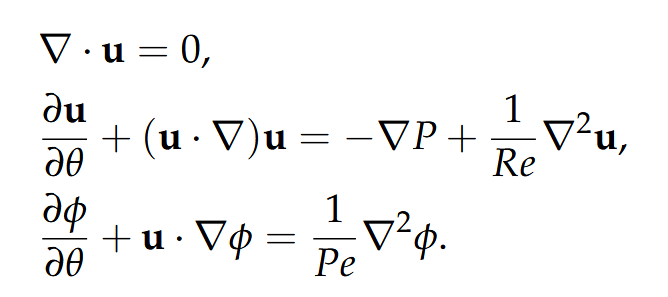 ∇ · 𝐮 = 0,
∂𝐮/∂θ + (𝐮 · ∇)𝐮 = −∇P + 1/Re ∇²𝐮,
∂ϕ/∂θ + 𝐮 · ∇ϕ = 1/Pe ∇²ϕ.